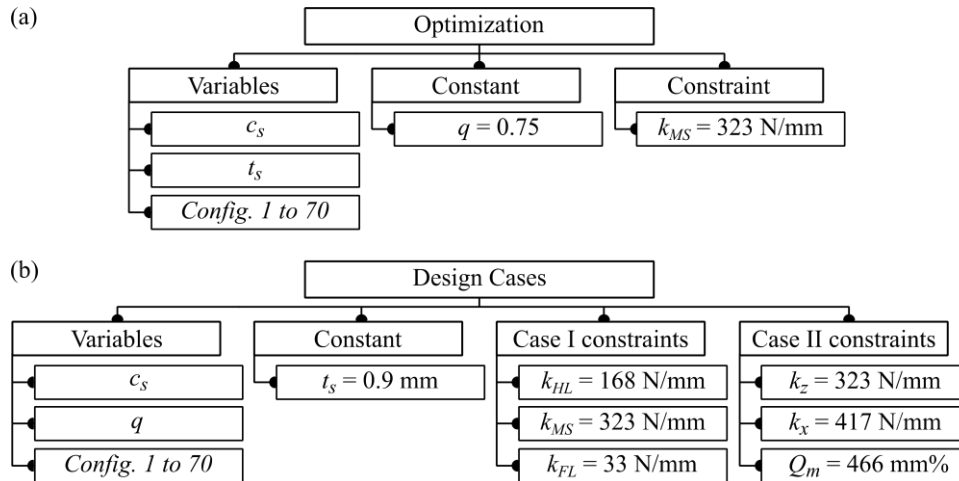 (a)
Optimization
Variables
Constant
Constraint
c_s
q = 0.75
k_MS = 323 N/mm
t_s
Config. 1 to 70
(b)
Design Cases
Variables
Constant
Case I constraints
Case II constraints
c_s
t_s = 0.9 mm
k_HL = 168 N/mm
k_z = 323 N/mm
q
k_MS = 323 N/mm
k_x = 417 N/mm
Config. 1 to 70
k_FL = 33 N/mm
Q_m = 466 mm%